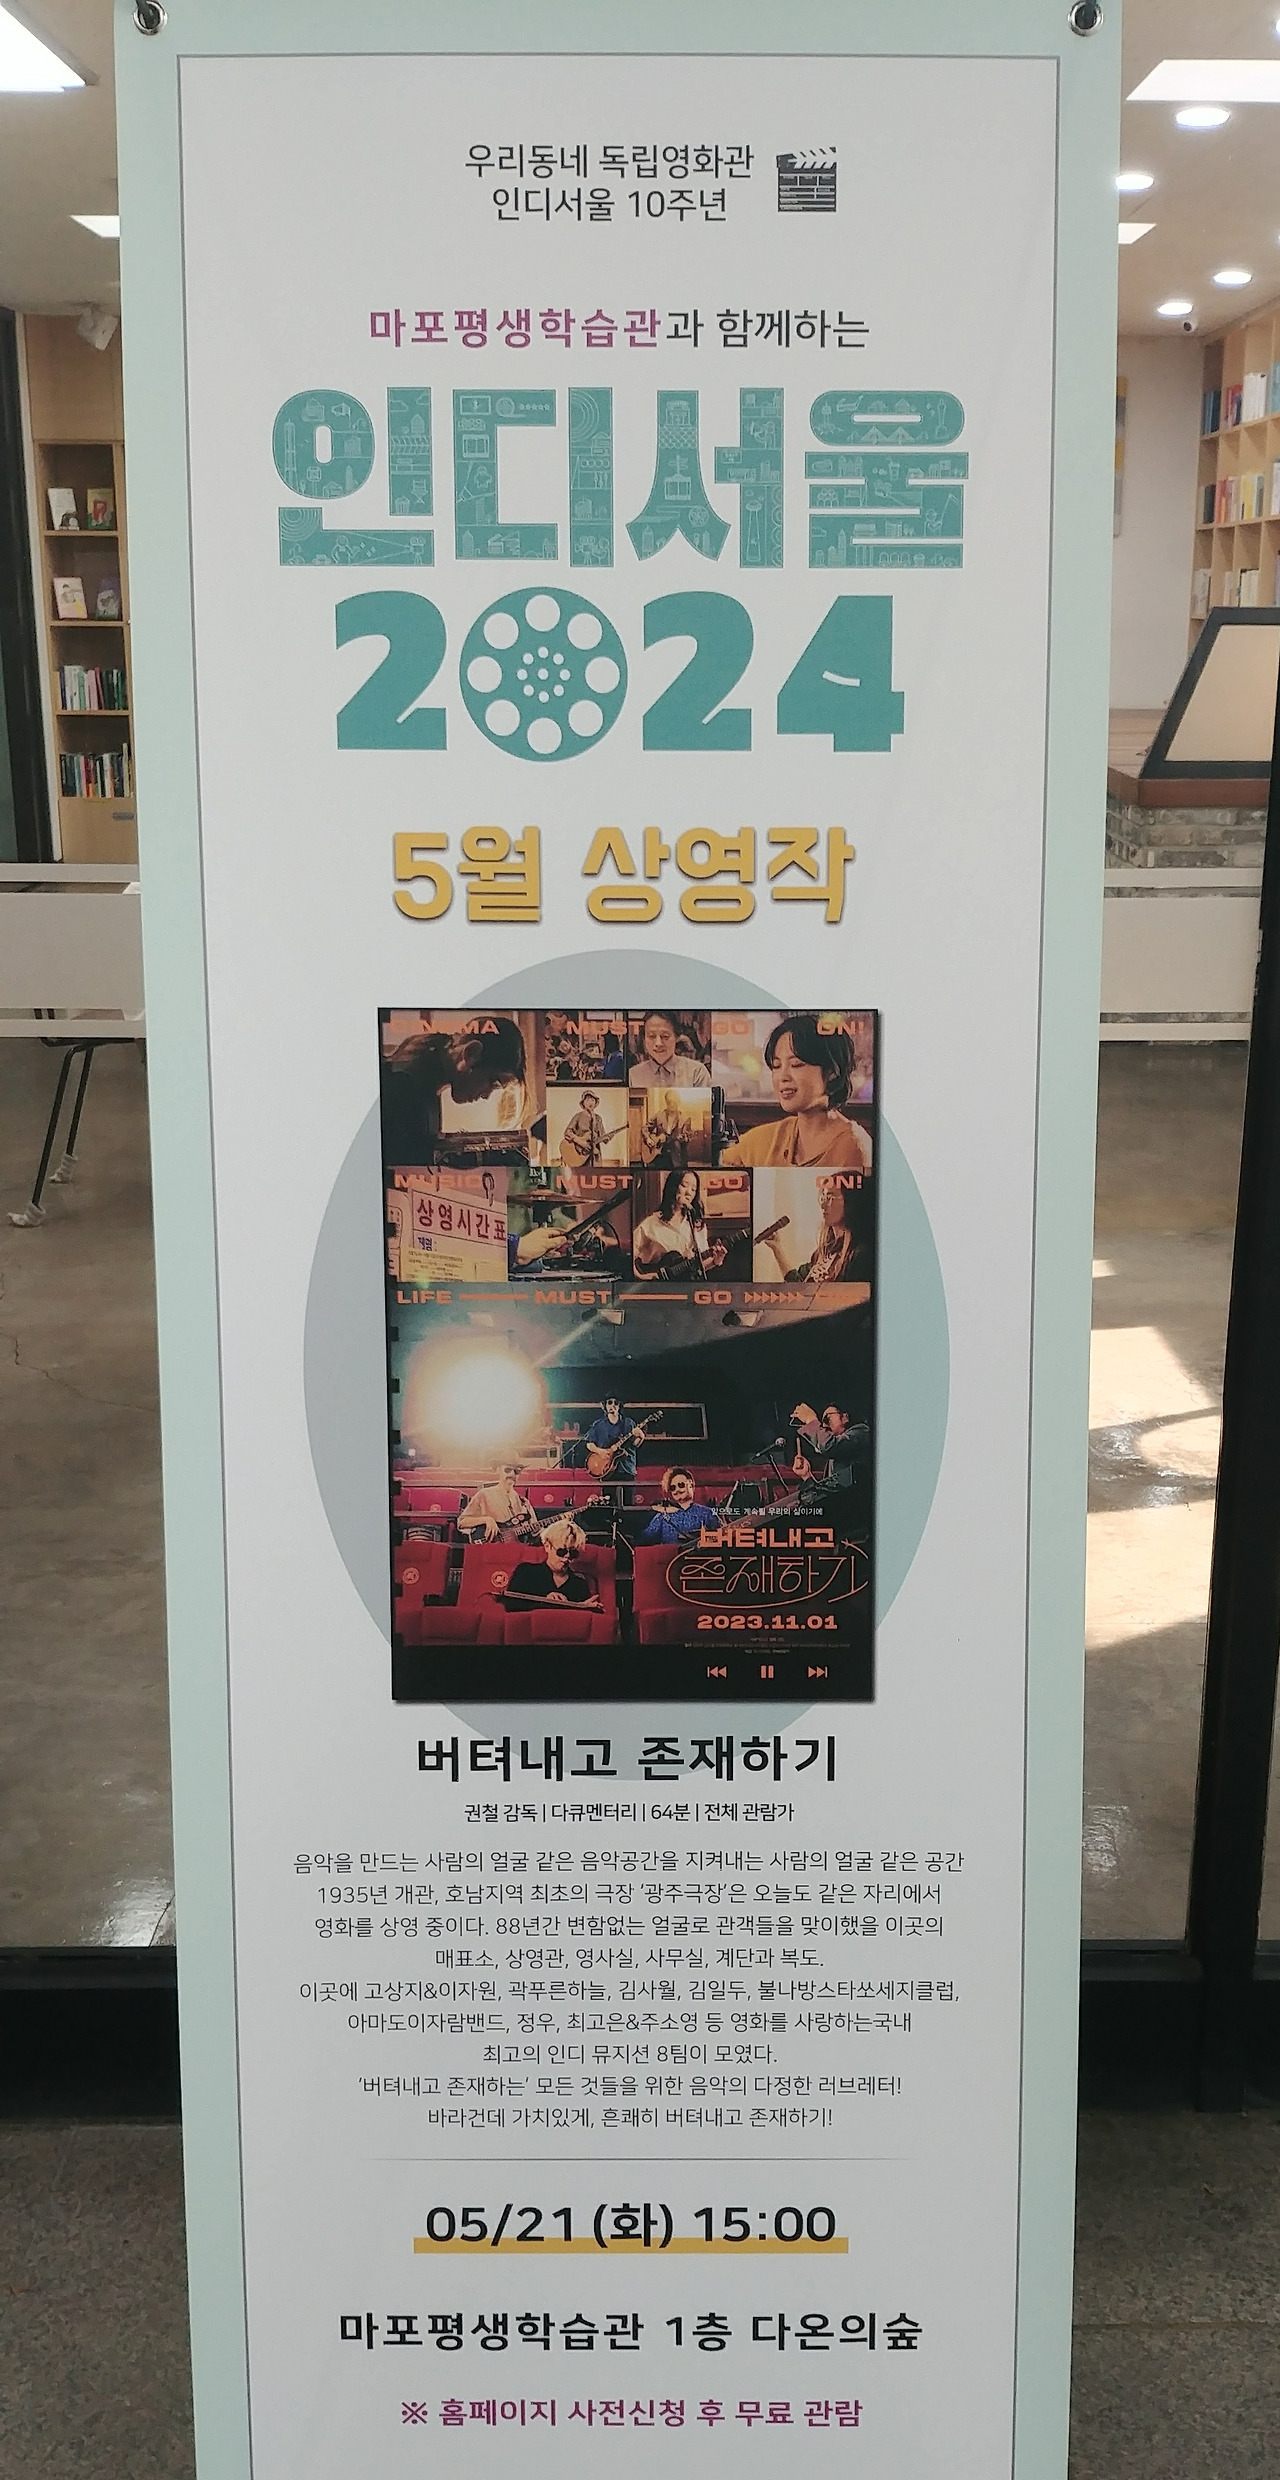 우리동네 독립영화관
인디서울 10주년
마포평생학습관과 함께하는
인디서울
2024
5월 상영작
CINEMA MUST GO ON!
MUSIC MUST GO ON!
상영시간표
LIFE MUST GO
앞으로도 계속될 우리의 삶이기에
버텨내고
존재하기
2023.11.01
버텨내고 존재하기
권철 감독 | 다큐멘터리 | 64분 | 전체 관람가
음악을 만드는 사람의 얼굴 같은 음악공간을 지켜내는 사람의 얼굴 같은 공간
1935년 개관, 호남지역 최초의 극장 '광주극장'은 오늘도 같은 자리에서
영화를 상영 중이다. 88년간 변함없는 얼굴로 관객들을 맞이했을 이곳의
매표소, 상영관, 영사실, 사무실, 계단과 복도.
이곳에 고상지&이자원, 곽푸른하늘, 김사월, 김일두, 불나방스타쏘세지클럽,
아마도이자람밴드, 정우, 최고은&주소영 등 영화를 사랑하는국내
최고의 인디 뮤지션 8팀이 모였다.
'버텨내고 존재하는' 모든 것들을 위한 음악의 다정한 러브레터!
바라건데 가치있게, 흔쾌히 버텨내고 존재하기!
05/21 (화) 15:00
마포평생학습관 1층 다온의숲
※ 홈페이지 사전신청 후 무료 관람